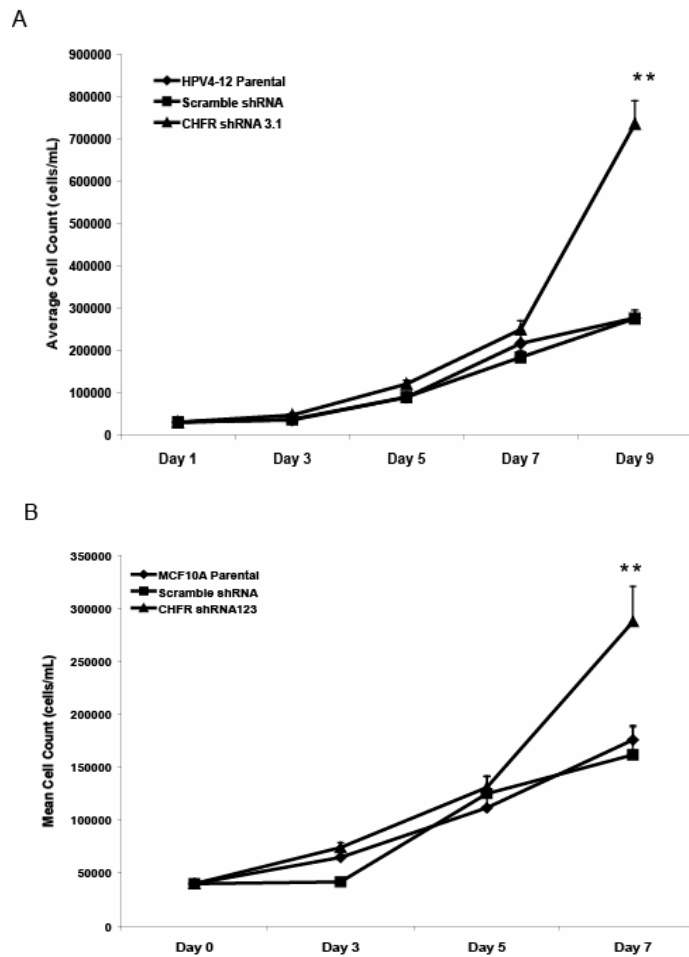 A
900000
800000
700000
600000
500000
400000
300000
200000
100000
0
Average Cell Count (cells/mL)
HPV4-12 Parental
Scramble shRNA
CHFR shRNA 3.1
**
Day 1 Day 3 Day 5 Day 7 Day 9
B
350000
300000
250000
200000
150000
100000
50000
0
Mean Cell Count (cells/mL)
MCF10A Parental
Scramble shRNA
CHFR shRNA123
**
Day 0 Day 3 Day 5 Day 7